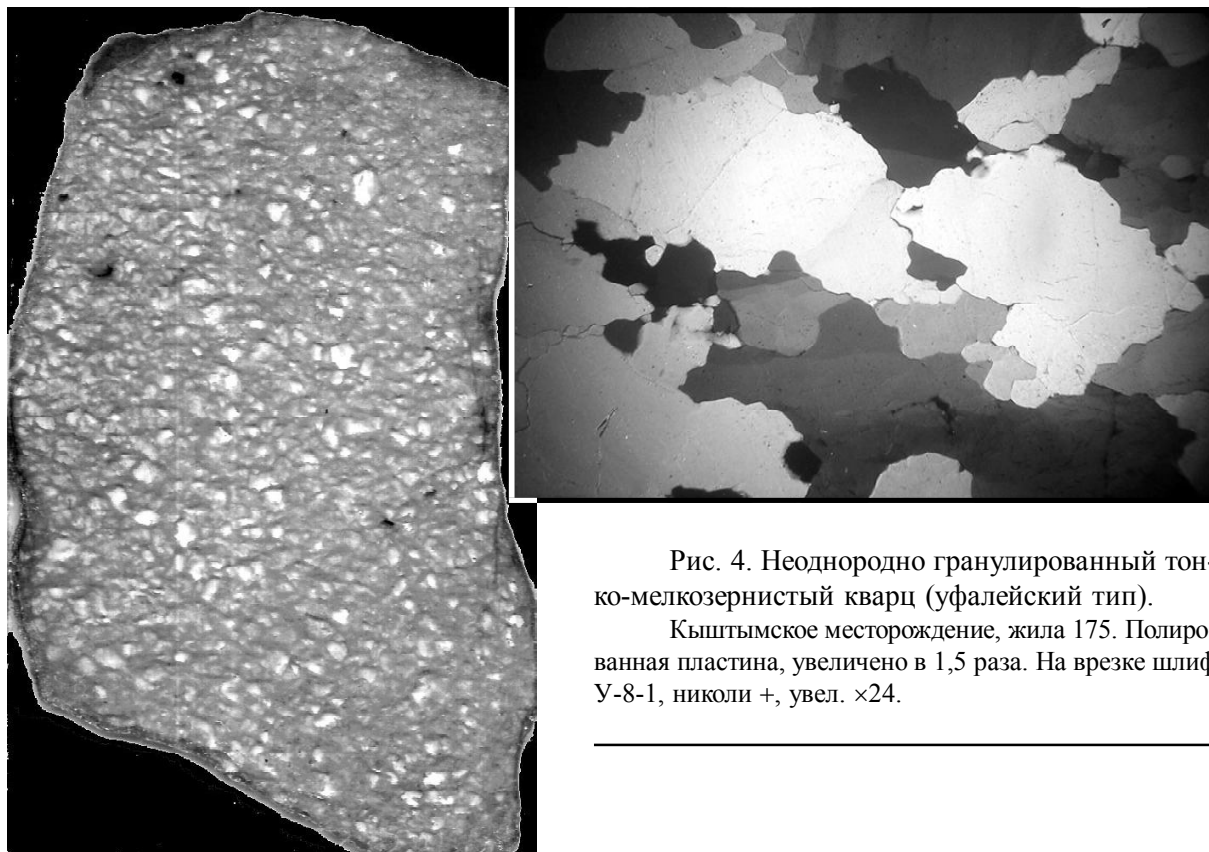 Рис. 4. Неоднородно гранулированный тон-
ко-мелкозернистый кварц (уфалейский тип).
Кыштымское месторождение, жила 175. Полиро-
ванная пластина, увеличено в 1,5 раза. На врезке шлиф
У-8-1, николи +, увел. ×24.